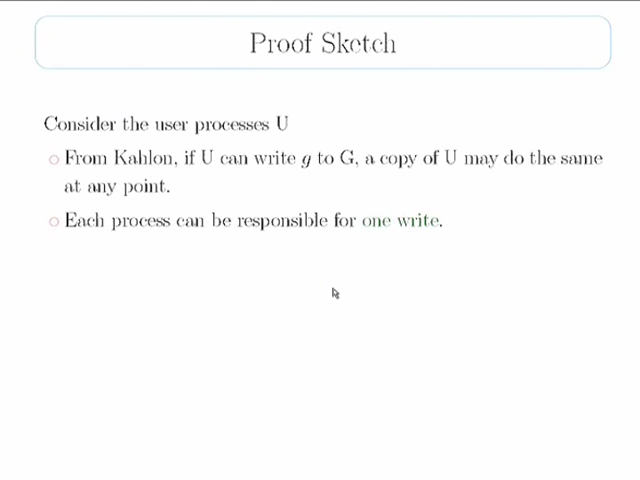 Proof Sketch
Consider the user processes U
From Kahlon, if U can write g to G, a copy of U may do the same
at any point.
Each process can be responsible for one write.